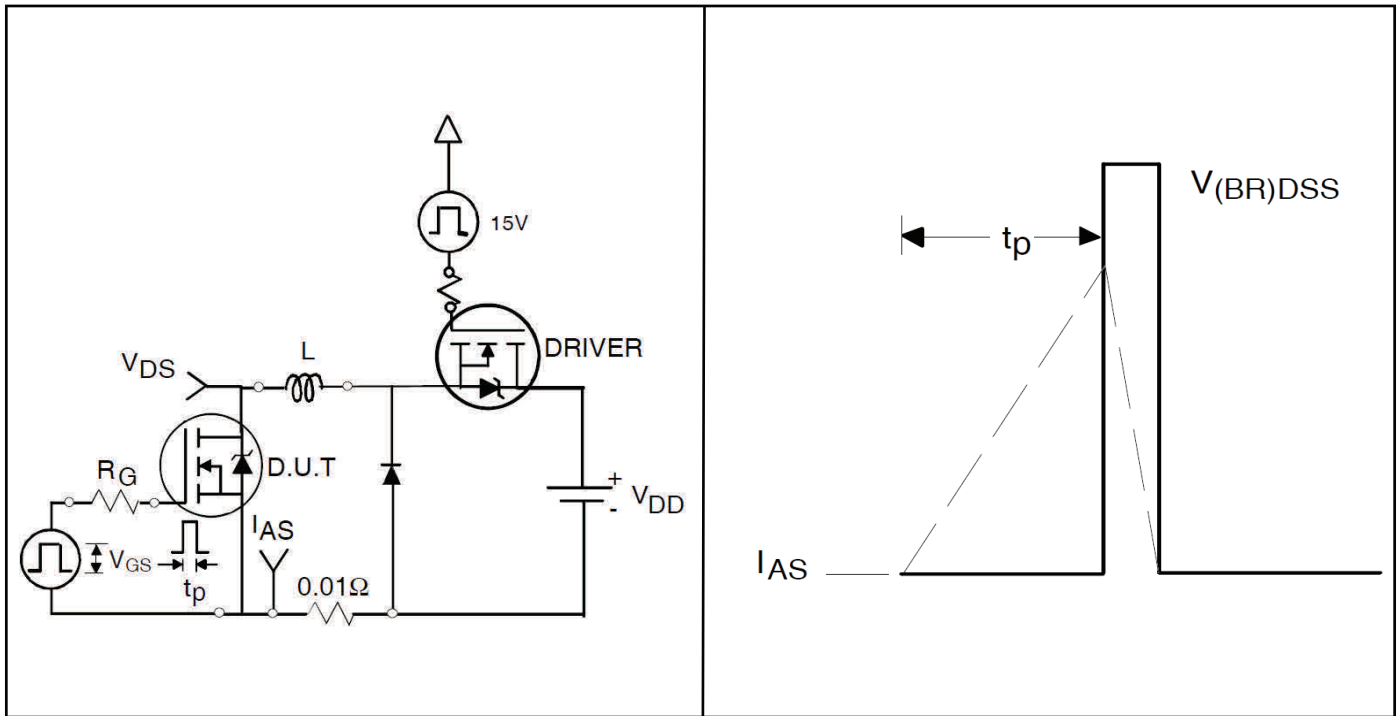 15V
DRIVER
L
VDS
D.U.T
RG
+
-
VDD
IAS
VGS
tp
0.01Ω
V(BR)DSS
tp
IAS